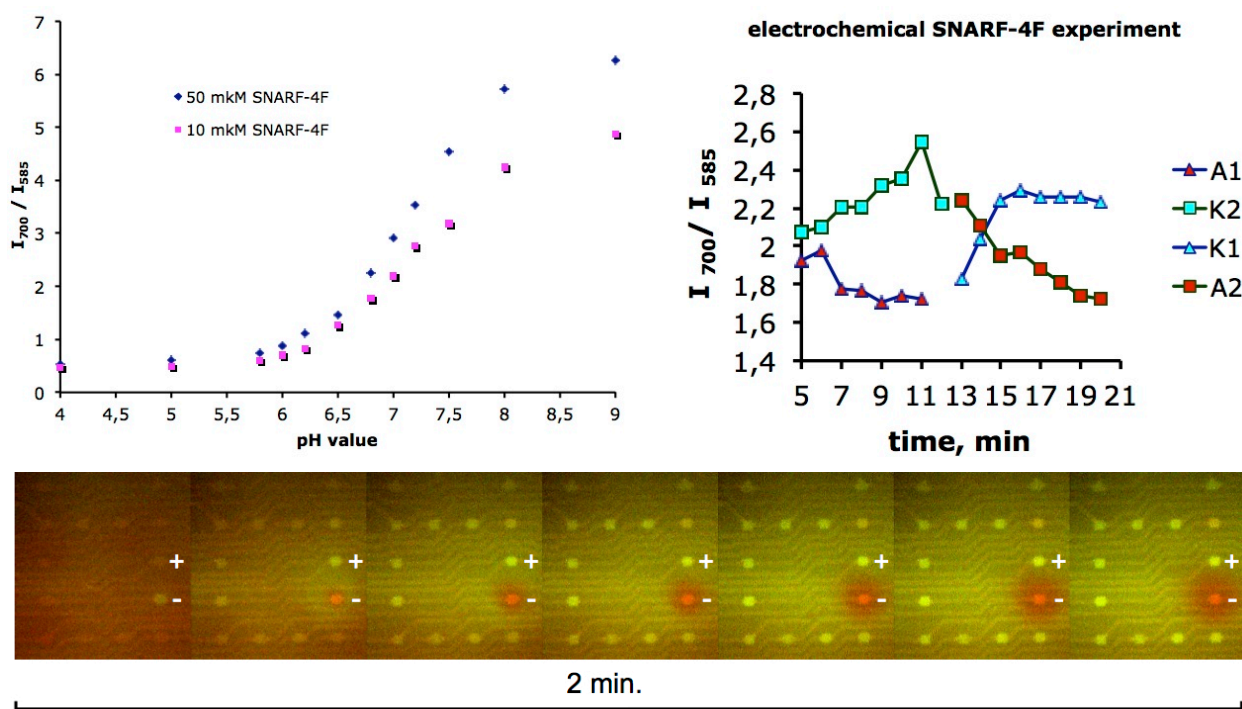 7
6
5
4
3
2
1
0
I700 / I585
50 mkM SNARF-4F
10 mkM SNARF-4F
4 4,5 5 5,5 6 6,5 7 7,5 8 8,5 9
pH value
electrochemical SNARF-4F experiment
2,8
2,6
2,4
2,2
2
1,8
1,6
1,4
I 700/ I 585
A1
K2
K1
A2
5 7 9 11 13 15 17 19 21
time, min
+ + + + + + +
- - - - - - -
2 min.